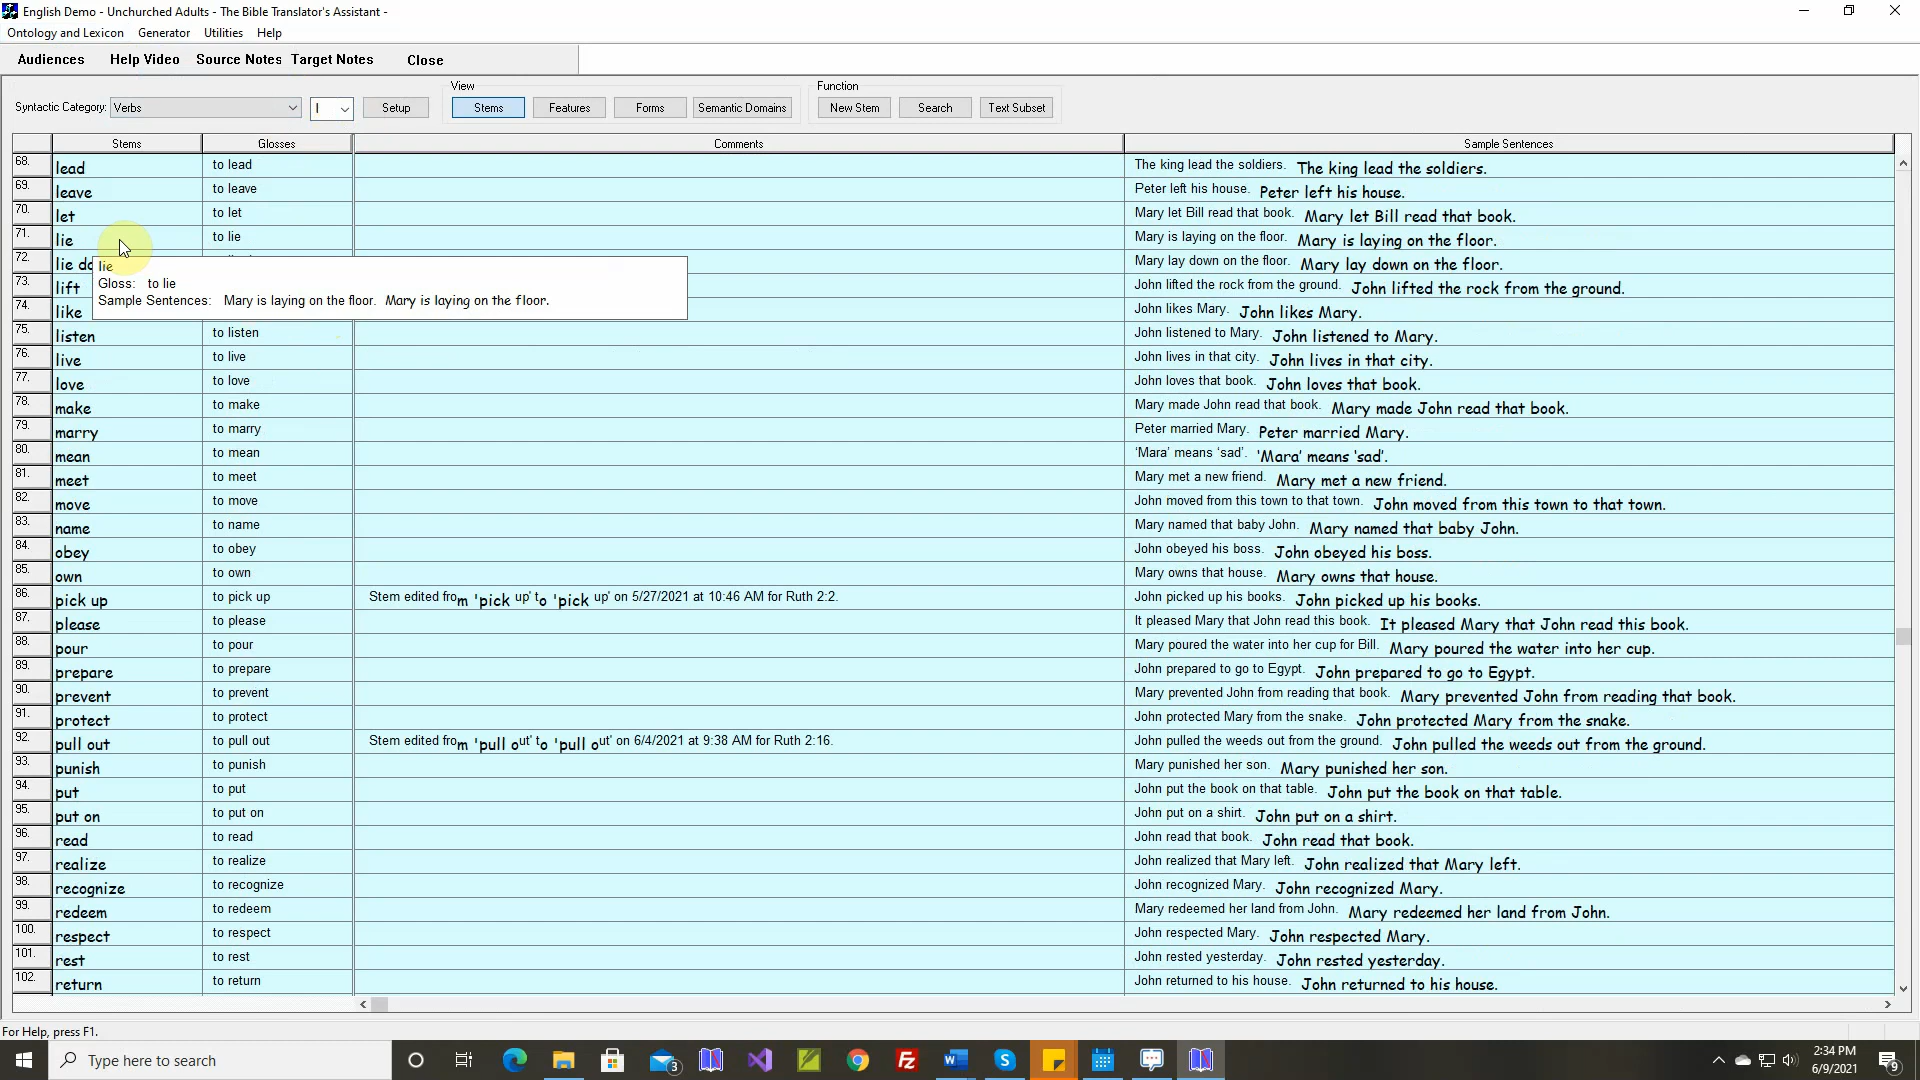 English Demo - Unchurched Adults - The Bible Translator's Assistant -
Ontology and Lexicon Generator Utilities Help
Audiences Help Video Source Notes Target Notes Close
View Function
Syntactic Category: Verbs l Setup Stems Features Forms Semantic Domains New Stem Search Text Subset
Stems Glosses Comments Sample Sentences
68. lead to lead The king lead the soldiers. The king lead the soldiers.
69. leave to leave Peter left his house. Peter left his house.
70. let to let Mary let Bill read that book. Mary let Bill read that book.
71. lie to lie Mary is laying on the floor. Mary is laying on the floor.
72. lie do Mary lay down on the floor. Mary lay down on the floor.
lie
Gloss: to lie
Sample Sentences: Mary is laying on the floor. Mary is laying on the floor.
73. lift John lifted the rock from the ground. John lifted the rock from the ground.
74. like John likes Mary. John likes Mary.
75. listen to listen John listened to Mary. John listened to Mary.
76. live to live John lives in that city. John lives in that city.
77. love to love John loves that book. John loves that book.
78. make to make Mary made John read that book. Mary made John read that book.
79. marry to marry Peter married Mary. Peter married Mary.
80. mean to mean ‘Mara’ means ‘sad’. ‘Mara’ means ‘sad’.
81. meet to meet Mary met a new friend. Mary met a new friend.
82. move to move John moved from this town to that town. John moved from this town to that town.
83. name to name Mary named that baby John. Mary named that baby John.
84. obey to obey John obeyed his boss. John obeyed his boss.
85. own to own Mary owns that house. Mary owns that house.
86. pick up to pick up Stem edited from 'pick up' to 'pick up' on 5/27/2021 at 10:46 AM for Ruth 2:2. John picked up his books. John picked up his books.
87. please to please It pleased Mary that John read this book. It pleased Mary that John read this book.
88. pour to pour Mary poured the water into her cup for Bill. Mary poured the water into her cup.
89. prepare to prepare John prepared to go to Egypt. John prepared to go to Egypt.
90. prevent to prevent Mary prevented John from reading that book. Mary prevented John from reading that book.
91. protect to protect John protected Mary from the snake. John protected Mary from the snake.
92. pull out to pull out Stem edited from 'pull out' to 'pull out' on 6/4/2021 at 9:38 AM for Ruth 2:16. John pulled the weeds out from the ground. John pulled the weeds out from the ground.
93. punish to punish Mary punished her son. Mary punished her son.
94. put to put John put the book on that table. John put the book on that table.
95. put on to put on John put on a shirt. John put on a shirt.
96. read to read John read that book. John read that book.
97. realize to realize John realized that Mary left. John realized that Mary left.
98. recognize to recognize John recognized Mary. John recognized Mary.
99. redeem to redeem Mary redeemed her land from John. Mary redeemed her land from John.
100. respect to respect John respected Mary. John respected Mary.
101. rest to rest John rested yesterday. John rested yesterday.
102. return to return John returned to his house. John returned to his house.
For Help, press F1.
Type here to search 3 2:34 PM
6/9/2021 9